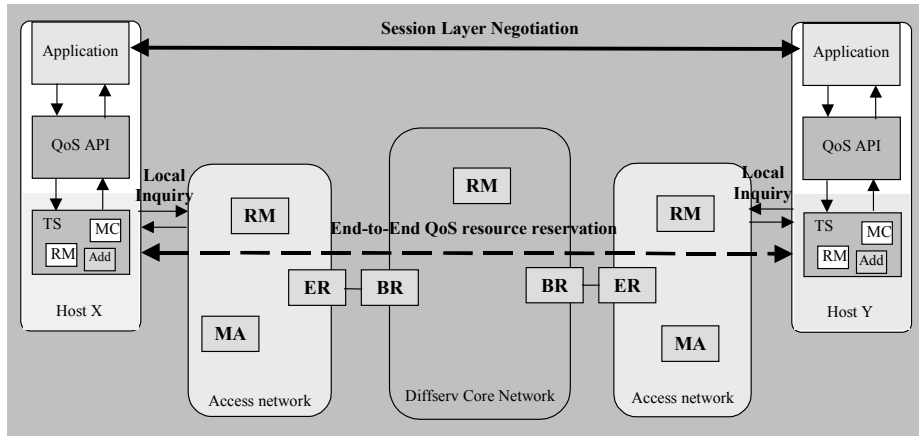 Session Layer Negotiation
Application
Application
QoS API
QoS API
Local
Inquiry
Local
Inquiry
RM
RM
RM
TS
MC
RM
Add
TS
MC
RM
Add
End-to-End QoS resource reservation
ER
BR
BR
ER
Host X
Host Y
MA
MA
Access network
Diffserv Core Network
Access network